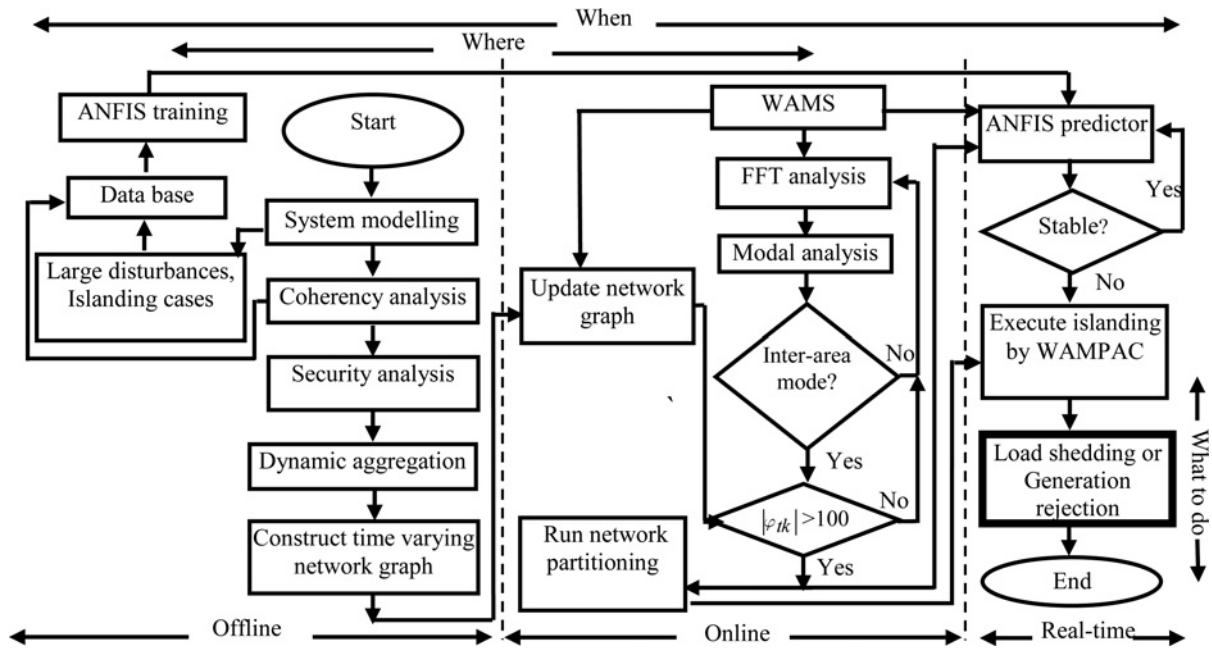 When
Where
ANFIS training
Data base
Large disturbances,
Islanding cases
Start
System modelling
Coherency analysis
Security analysis
Dynamic aggregation
Construct time varying
network graph
Offline
WAMS
FFT analysis
Modal analysis
Update network
graph
Inter-area
mode?
No
Yes
|φtk| >100
No
Yes
Run network
partitioning
Online
ANFIS predictor
Yes
Stable?
No
Execute islanding
by WAMPAC
Load shedding or
Generation
rejection
What to do
End
Real-time